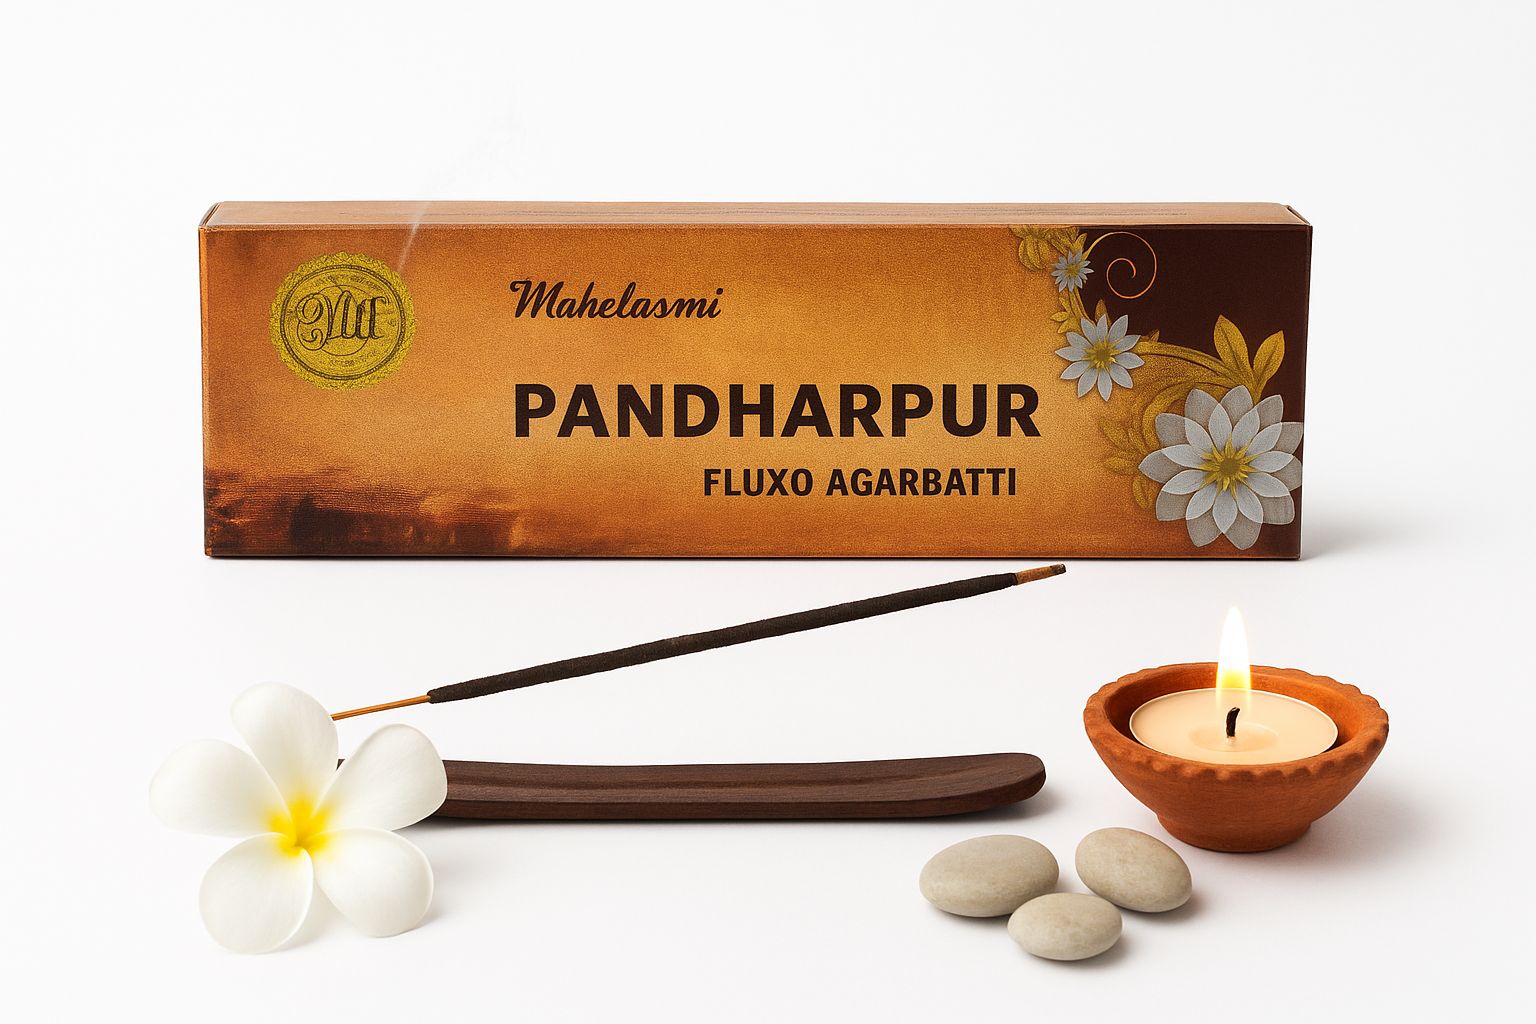 Mahelasmi
PANDHARPUR
FLUXO AGARBATTI